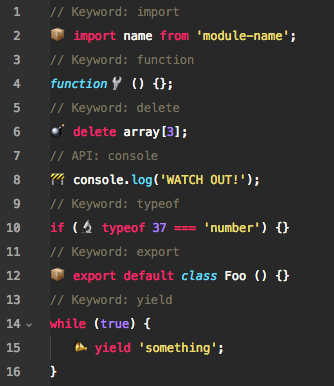 1 // Keyword: import
2 📦 import name from 'module-name';
3 // Keyword: function
4 function🔧 () {};
5 // Keyword: delete
6 💣 delete array[3];
7 // API: console
8 🚧 console.log('WATCH OUT!');
9 // Keyword: typeof
10 if (🔬 typeof 37 === 'number') {}
11 // Keyword: export
12 📦 export default class Foo () {}
13 // Keyword: yield
14 while (true) {
15 yield 'something';
16 }